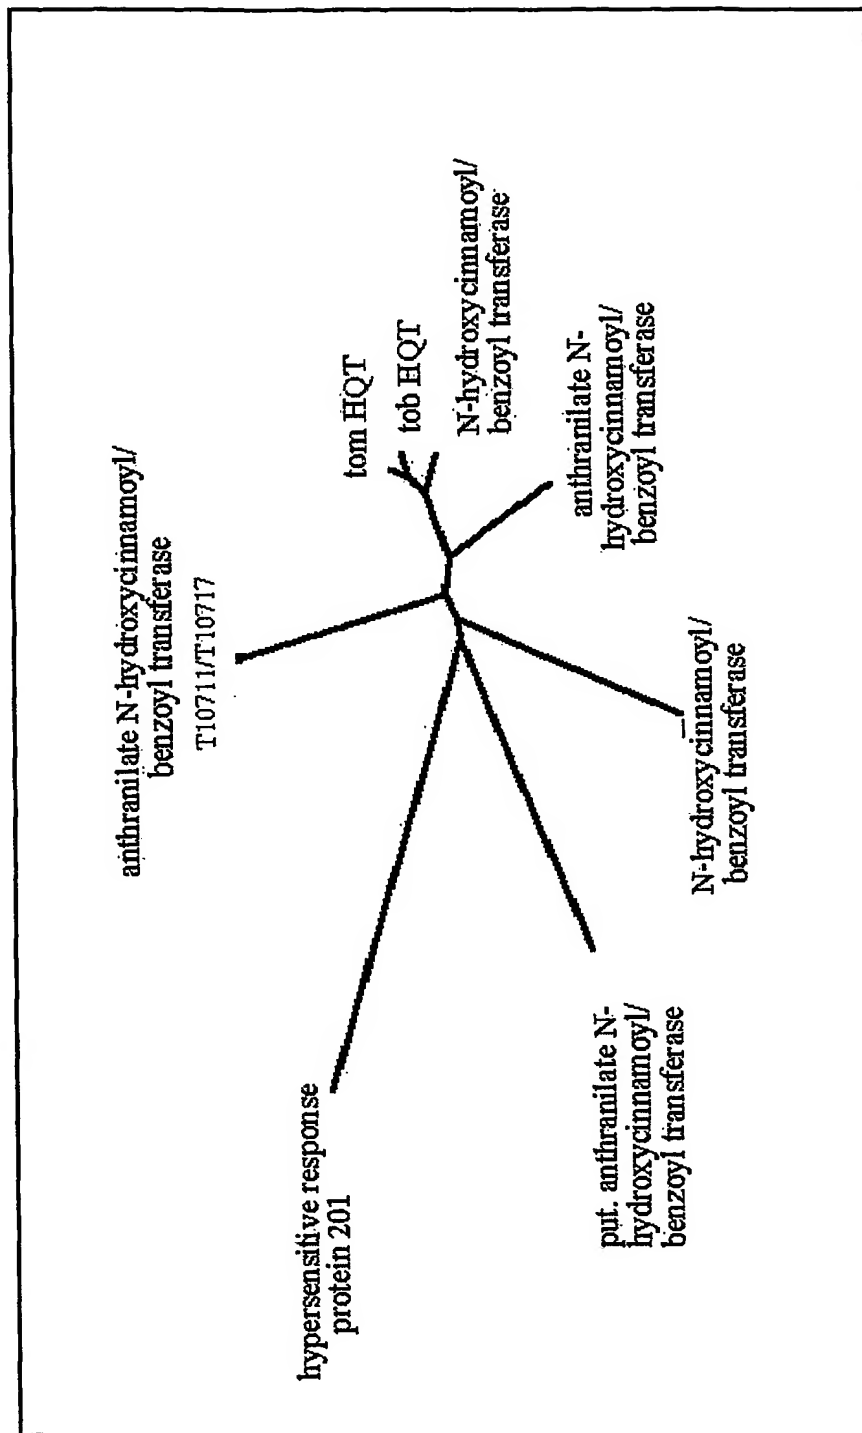 anthranilate N-hydroxycinnamoyl/
benzoyl transferase
T10711/T10717
tom HQT
tob HQT
N-hydroxycinnamoyl/
benzoyl transferase
anthranilate N-
hydroxycinnamoyl/
benzoyl transferase
N-hydroxycinnamoyl/
benzoyl transferase
put. anthranilate N-
hydroxycinnamoyl/
benzoyl transferase
hypersensitive response
protein 201